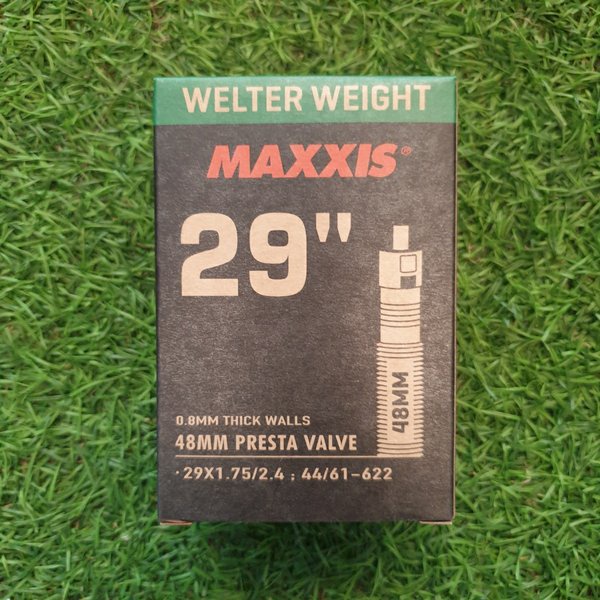 WELTER WEIGHT
MAXXIS®
29"
48MM
0.8MM THICK WALLS
48MM PRESTA VALVE
·29X1.75/2.4 ; 44/61-622